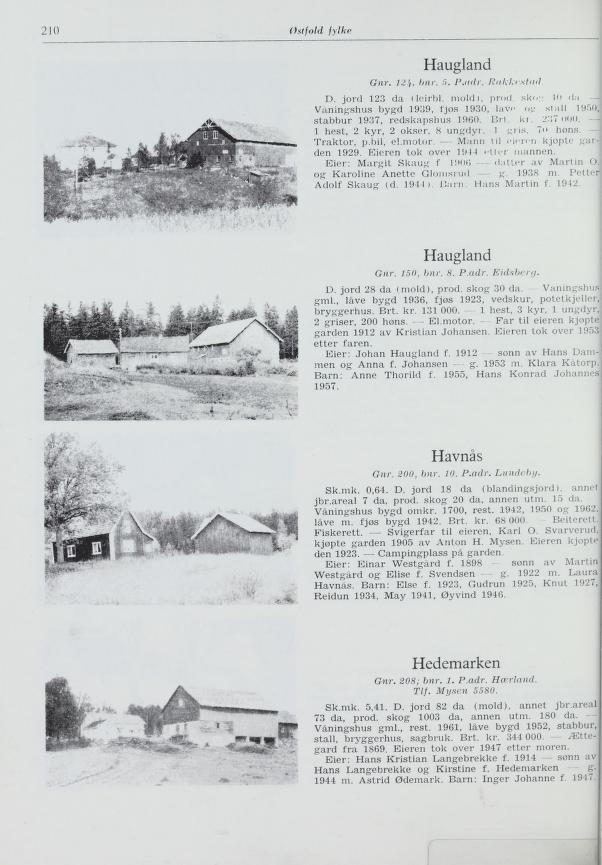 210
Østfold fylke
Haugland
Gnr. 124, bnr. 5. P.adr. Rakkestad.
D. jord 123 da (leirbl. mold), prod. skog 40 da —
Våningshus bygd 1939, fjøs 1930, låve og stall 1950,
stabbur 1937, redskapshus 1960. Brt. kr. 237 000. —
1 hest, 2 kyr, 2 okser, 8 ungdyr, 1 gris, 70 høns. —
Traktor, p.bil, el.motor. — Mann til eieren kjøpte gar-
den 1929. Eieren tok over 1944 etter mannen.
Eier: Margit Skaug f. 1906 — datter av Martin O.
og Karoline Anette Glomsrud — g. 1938 m. Petter
Adolf Skaug (d. 1944). Barn: Hans Martin f. 1942.
Haugland
Gnr. 150, bnr. 8. P.adr. Eidsberg.
D. jord 28 da (mold), prod. skog 30 da. — Våningshus
gml., låve bygd 1936, fjøs 1923, vedskur, potetkjeller,
bryggerhus. Brt. kr. 131 000. — 1 hest, 3 kyr, 1 ungdyr,
2 griser, 200 høns. — El.motor. — Far til eieren kjøpte
garden 1912 av Kristian Johansen. Eieren tok over 1953
etter faren.
Eier: Johan Haugland f. 1912 — sønn av Hans Dam-
men og Anna f. Johansen — g. 1953 m. Klara Kåtorp.
Barn: Anne Thorild f. 1955, Hans Konrad Johannes
1957.
Havnås
Gnr. 200, bnr. 10. P.adr. Lundeby.
Sk.mk. 0,64. D. jord 18 da (blandingsjord), annet
jbr.areal 7 da, prod. skog 20 da, annen utm. 15 da. —
Våningshus bygd omkr. 1700, rest. 1942, 1950 og 1962,
låve m. fjøs bygd 1942. Brt. kr. 68 000. — Beiterett.
Fiskerett. — Svigerfar til eieren, Karl O. Svarverud,
kjøpte garden 1905 av Anton H. Mysen. Eieren kjøpte
den 1923. — Campingplass på garden.
Eier: Einar Westgård f. 1898 — sønn av Martin
Westgård og Elise f. Svendsen — g. 1922 m. Laura
Havnås. Barn: Else f. 1923, Gudrun 1925, Knut 1927,
Reidun 1934, May 1941, Øyvind 1946.
Hedemarken
Gnr. 208; bnr. 1. P.adr. Hærland.
Tlf. Mysen 5580.
Sk.mk. 5,41. D. jord 82 da (mold), annet jbr.areal
73 da, prod. skog 1003 da, annen utm. 180 da. —
Våningshus gml., rest. 1961, låve bygd 1952, stabbur,
stall, bryggerhus, sagbruk. Brt. kr. 344 000. — Ætte-
gard fra 1869. Eieren tok over 1947 etter moren.
Eier: Hans Kristian Langebrekke f. 1914 — sønn av
Hans Langebrekke og Kirstine f. Hedemarken — g.
1944 m. Astrid Ødemark. Barn: Inger Johanne f. 1947.